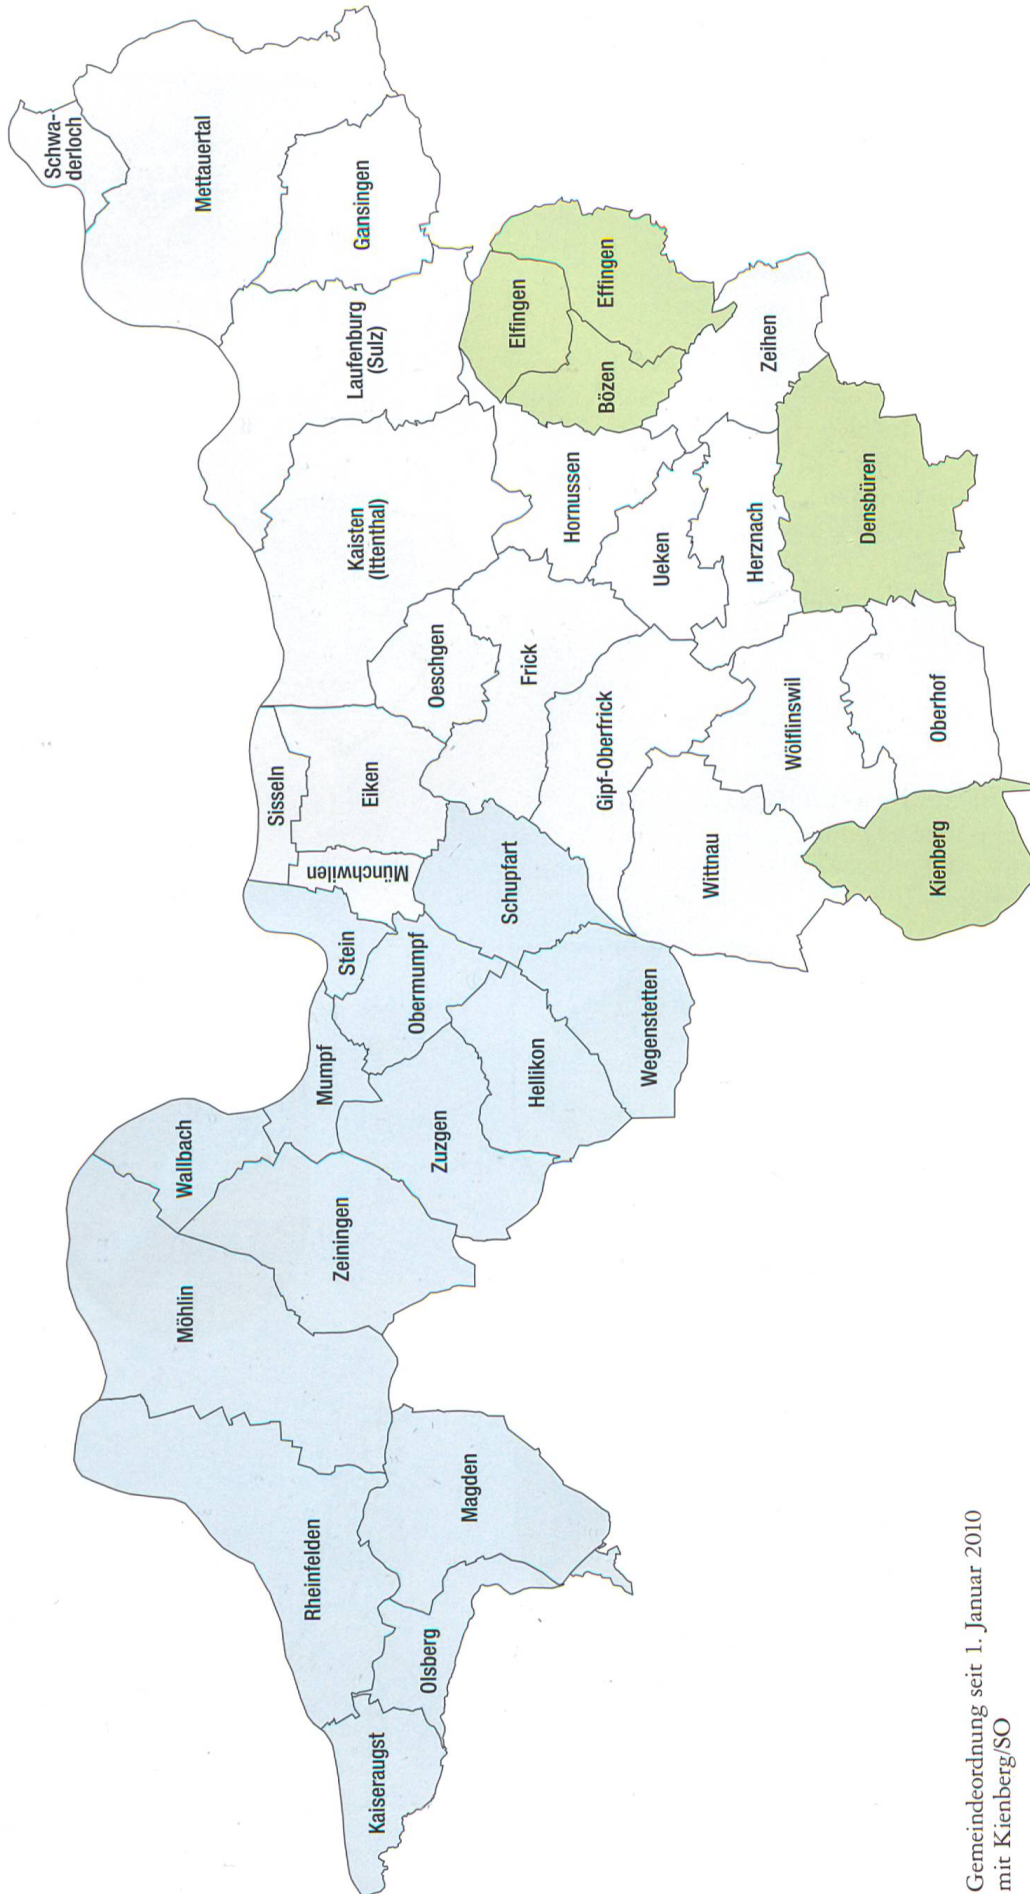 Schwa-
derloch
Mettauertal
Gansingen
Laufenburg
(Sulz)
Elfingen
Effingen
Bözen
Zeihen
Kaisten
(Ittenthal)
Hornussen
Ueken
Herznach
Densbüren
Oeschgen
Frick
Gipf-Oberfrick
Wölflinswil
Oberhof
Sisseln
Eiken
Münchwilen
Schupfart
Wittnau
Kienberg
Stein
Obermumpf
Mumpf
Hellikon
Wegenstetten
Wallbach
Zuzgen
Zeiningen
Möhlin
Rheinfelden
Magden
Olsberg
Kaiseraugst
Gemeindeordnung seit 1. Januar 2010
mit Kienberg/SO